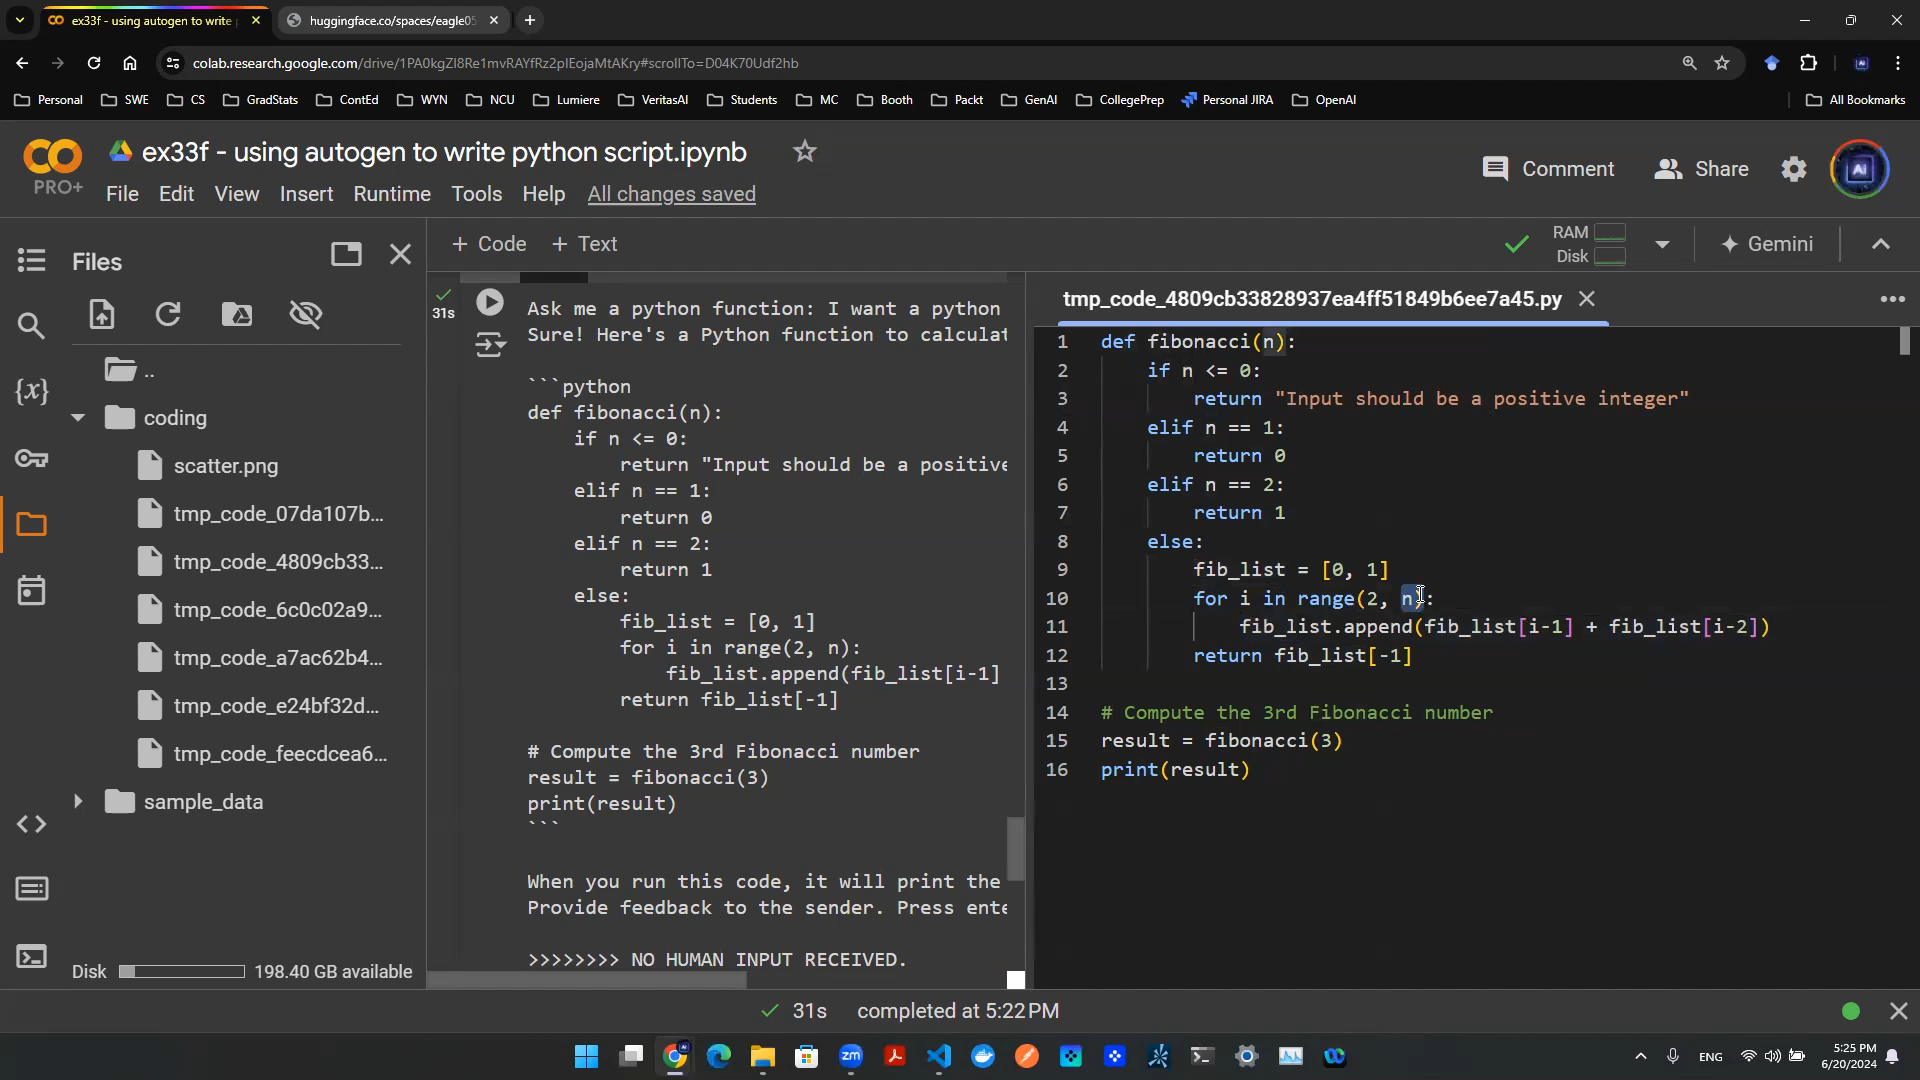 ex33f - using autogen to write
huggingface.co/spaces/eagle05
colab.research.google.com/drive/1PA0kgZl8Re1mvRAYfRz2pIEojaMtAKry#scrollTo=D04K70Udf2hb
Personal SWE CS GradStats ContEd WYN NCU Lumiere VeritasAI Students MC Booth Packt GenAI CollegePrep Personal JIRA OpenAI All Bookmarks
CO
PRO+
ex33f - using autogen to write python script.ipynb
File Edit View Insert Runtime Tools Help All changes saved
Comment Share AI
Files
+ Code + Text
RAM
Disk
Gemini
..
coding
scatter.png
tmp_code_07da107b...
tmp_code_4809cb33...
tmp_code_6c0c02a9...
tmp_code_a7ac62b4...
tmp_code_e24bf32d...
tmp_code_feecdcea6...
sample_data
Disk 198.40 GB available
31s
Ask me a python function: I want a python
Sure! Here's a Python function to calculat
```python
def fibonacci(n):
if n <= 0:
return "Input should be a positive
elif n == 1:
return 0
elif n == 2:
return 1
else:
fib_list = [0, 1]
for i in range(2, n):
fib_list.append(fib_list[i-1]
return fib_list[-1]
# Compute the 3rd Fibonacci number
result = fibonacci(3)
print(result)
```
When you run this code, it will print the
Provide feedback to the sender. Press ente
>>>>>>>> NO HUMAN INPUT RECEIVED.
tmp_code_4809cb33828937ea4ff51849b6ee7a45.py
1 def fibonacci(n):
2 if n <= 0:
3 return "Input should be a positive integer"
4 elif n == 1:
5 return 0
6 elif n == 2:
7 return 1
8 else:
9 fib_list = [0, 1]
10 for i in range(2, n):
11 fib_list.append(fib_list[i-1] + fib_list[i-2])
12 return fib_list[-1]
13
14 # Compute the 3rd Fibonacci number
15 result = fibonacci(3)
16 print(result)
31s completed at 5:22 PM
zm
ENG
5:25 PM
6/20/2024